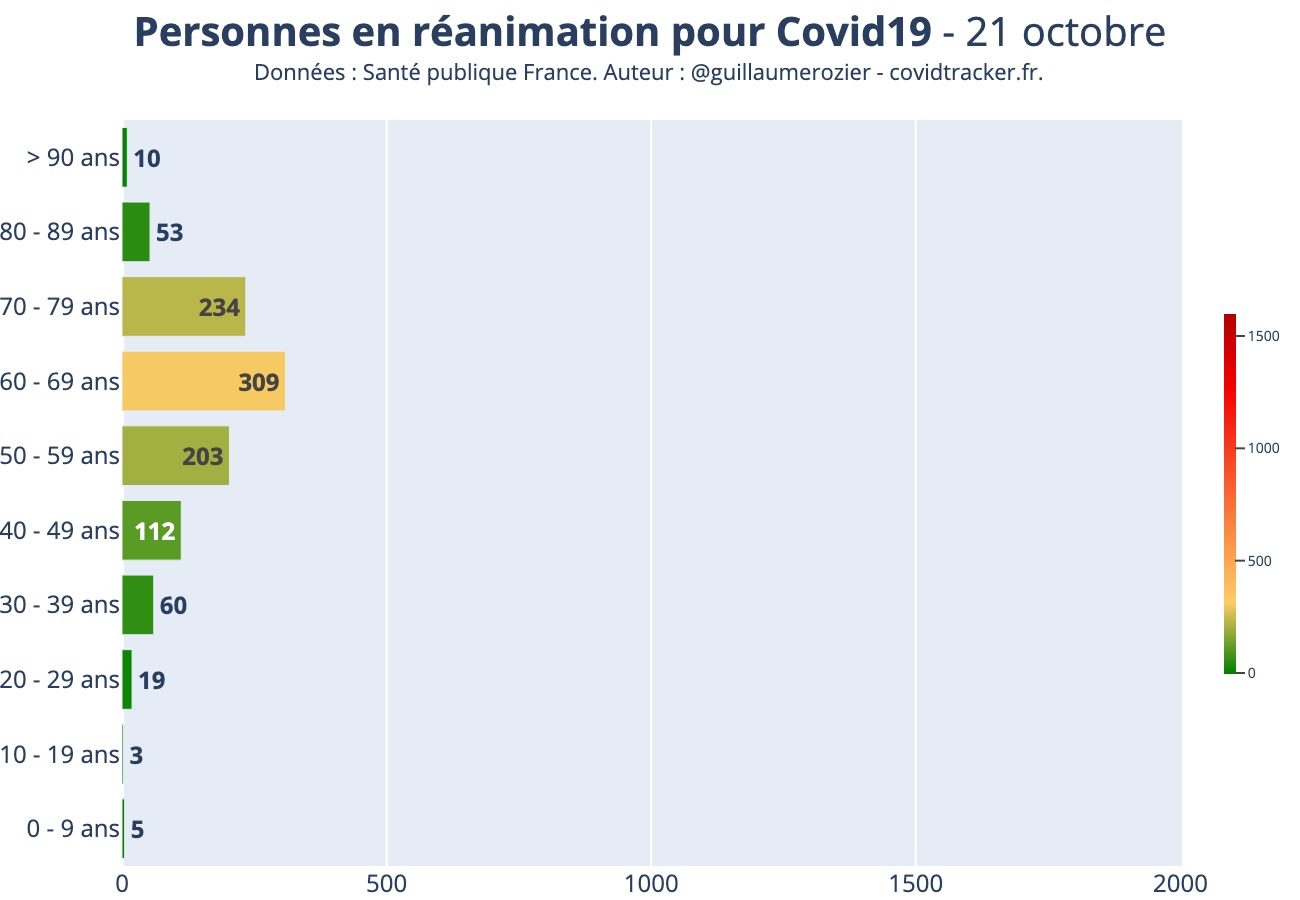 Personnes en réanimation pour Covid19 - 21 octobre
Données : Santé publique France. Auteur : @guillaumerozier - covidtracker.fr.
> 90 ans 10
80 - 89 ans 53
70 - 79 ans 234
60 - 69 ans 309
50 - 59 ans 203
40 - 49 ans 112
30 - 39 ans 60
20 - 29 ans 19
10 - 19 ans 3
0 - 9 ans 5
0 500 1000 1500 2000
1500
1000
500
0